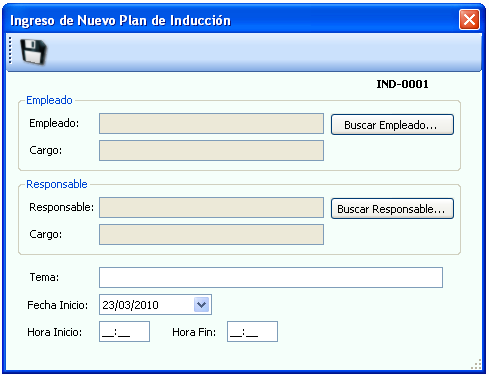 Ingreso de Nuevo Plan de Inducción
IND-0001
Empleado
Empleado:
Buscar Empleado...
Cargo:
Responsable
Responsable:
Buscar Responsable...
Cargo:
Tema:
Fecha Inicio: 23/03/2010
Hora Inicio: __:__ Hora Fin: __:__